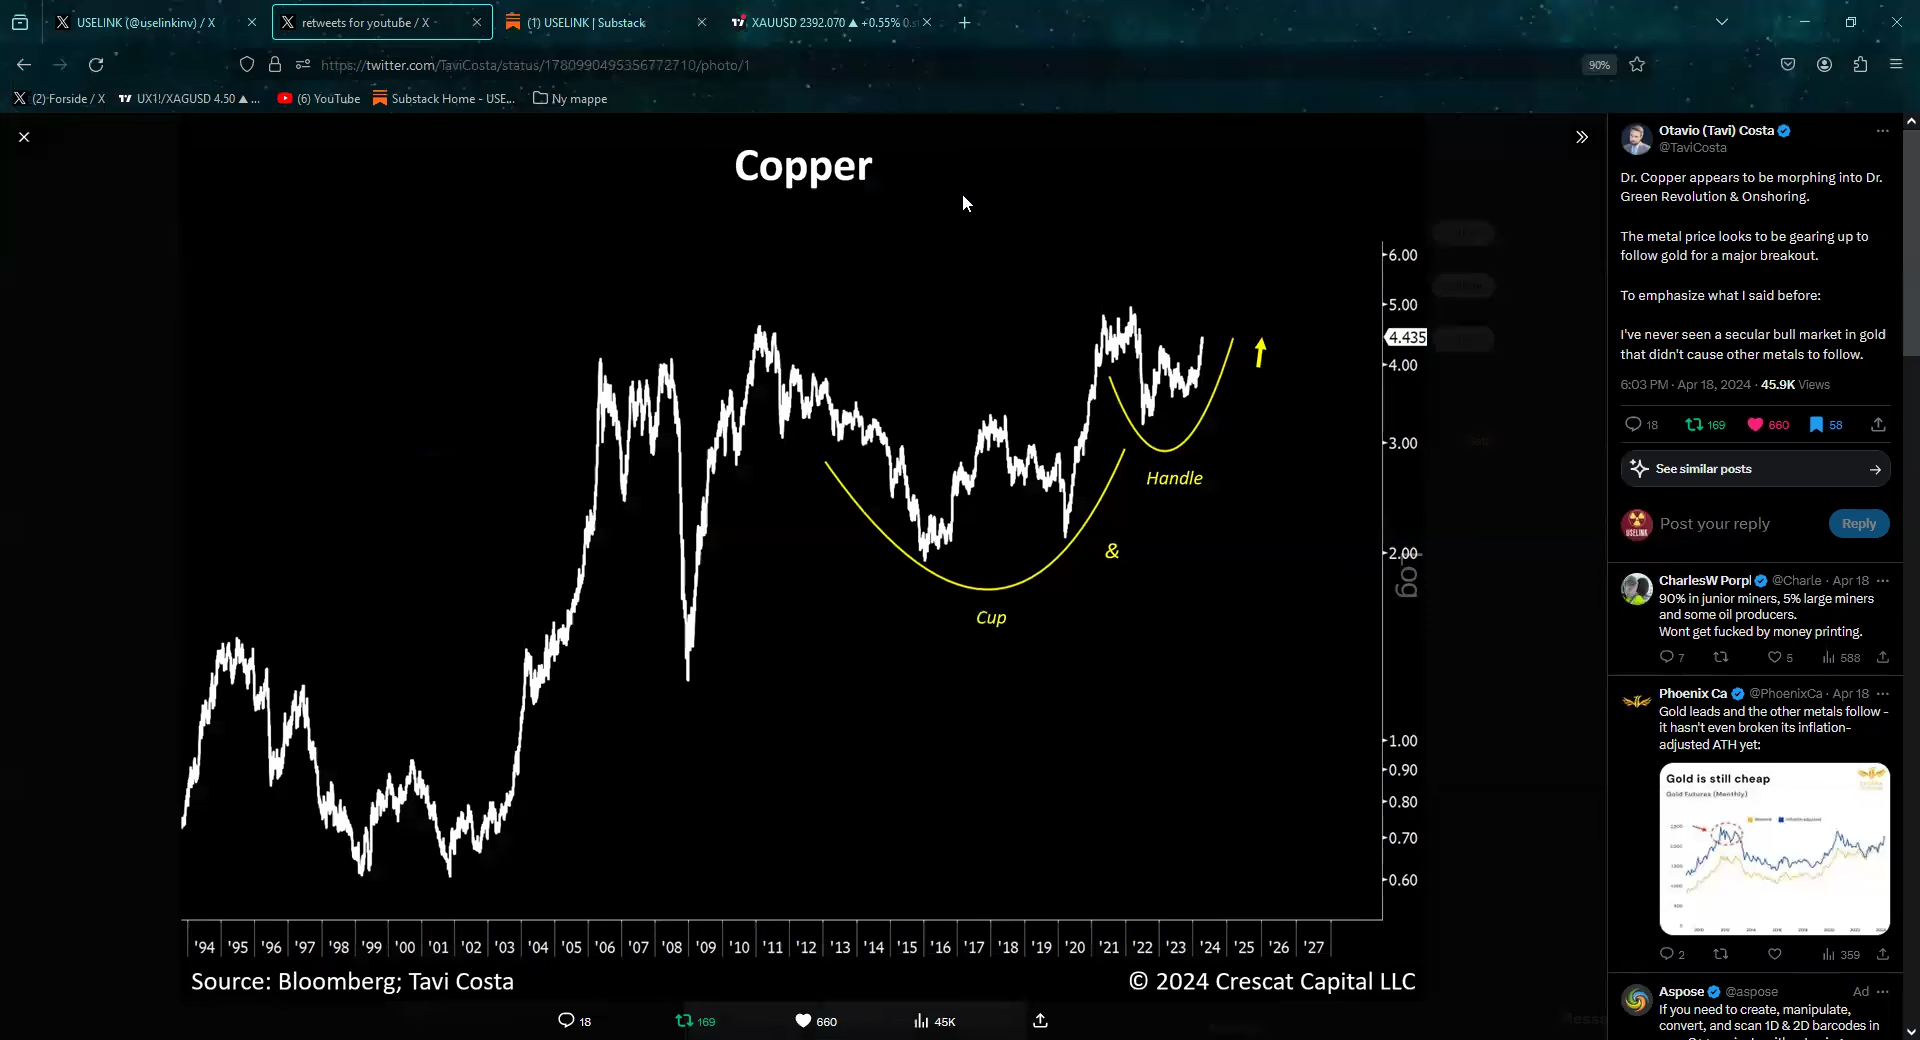 USELINK (@uselinkinv) / X
retweets for youtube / X
(1) USELINK | Substack
XAUUSD 2392.070 ▲ +0.55%
https://twitter.com/TaviCosta/status/1780990495356772710/photo/1
90%
(2) Forside / X
UX1!/XAGUSD 4.50 ▲ ...
(6) YouTube
Substack Home - USE...
Ny mappe
Copper
6.00
5.00
4.435
4.00
3.00
2.00
Log
1.00
0.90
0.80
0.70
0.60
Handle
&
Cup
'94 '95 '96 '97 '98 '99 '00 '01 '02 '03 '04 '05 '06 '07 '08 '09 '10 '11 '12 '13 '14 '15 '16 '17 '18 '19 '20 '21 '22 '23 '24 '25 '26 '27
Source: Bloomberg; Tavi Costa
© 2024 Crescat Capital LLC
18 169 660 45K
Otavio (Tavi) Costa
@TaviCosta
Dr. Copper appears to be morphing into Dr.
Green Revolution & Onshoring.
The metal price looks to be gearing up to
follow gold for a major breakout.
To emphasize what I said before:
I've never seen a secular bull market in gold
that didn't cause other metals to follow.
6:03 PM · Apr 18, 2024 · 45.9K Views
18 169 660 58
See similar posts
USELINK
Post your reply
Reply
CharlesW Porpl @Charle · Apr 18
90% in junior miners, 5% large miners
and some oil producers.
Wont get fucked by money printing.
7 5 588
Phoenix Ca @PhoenixCa · Apr 18
Gold leads and the other metals follow -
it hasn't even broken its inflation-
adjusted ATH yet:
Gold is still cheap
Gold Futures (Monthly)
2 359
Aspose @aspose Ad
If you need to create, manipulate,
convert, and scan 1D & 2D barcodes in